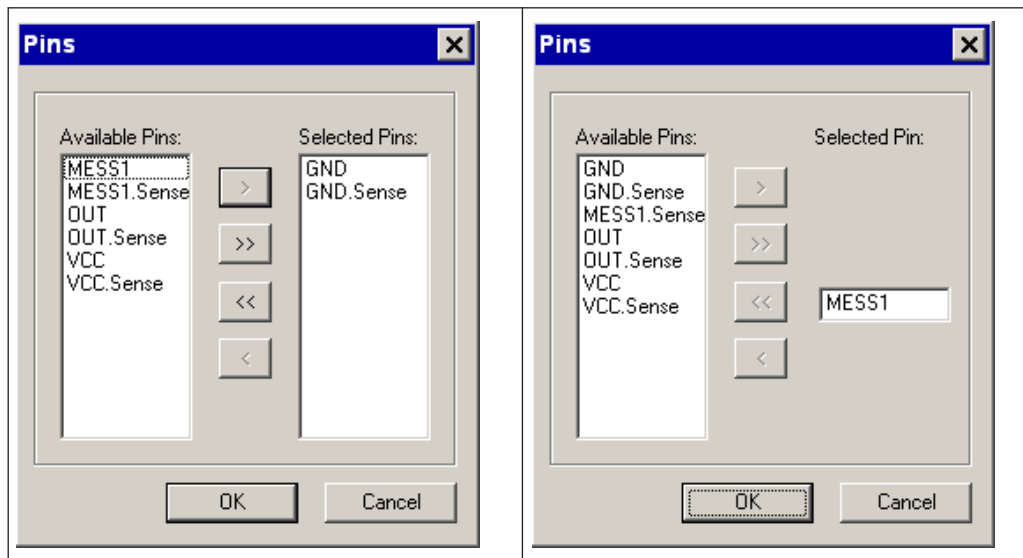 Pins
Available Pins:
Selected Pins:
MESS1
MESS1.Sense
OUT
OUT.Sense
VCC
VCC.Sense
>
>>
<<
<
GND
GND.Sense
OK
Cancel
Pins
Available Pins:
Selected Pin:
GND
GND.Sense
MESS1.Sense
OUT
OUT.Sense
VCC
VCC.Sense
>
>>
<<
<
MESS1
OK
Cancel